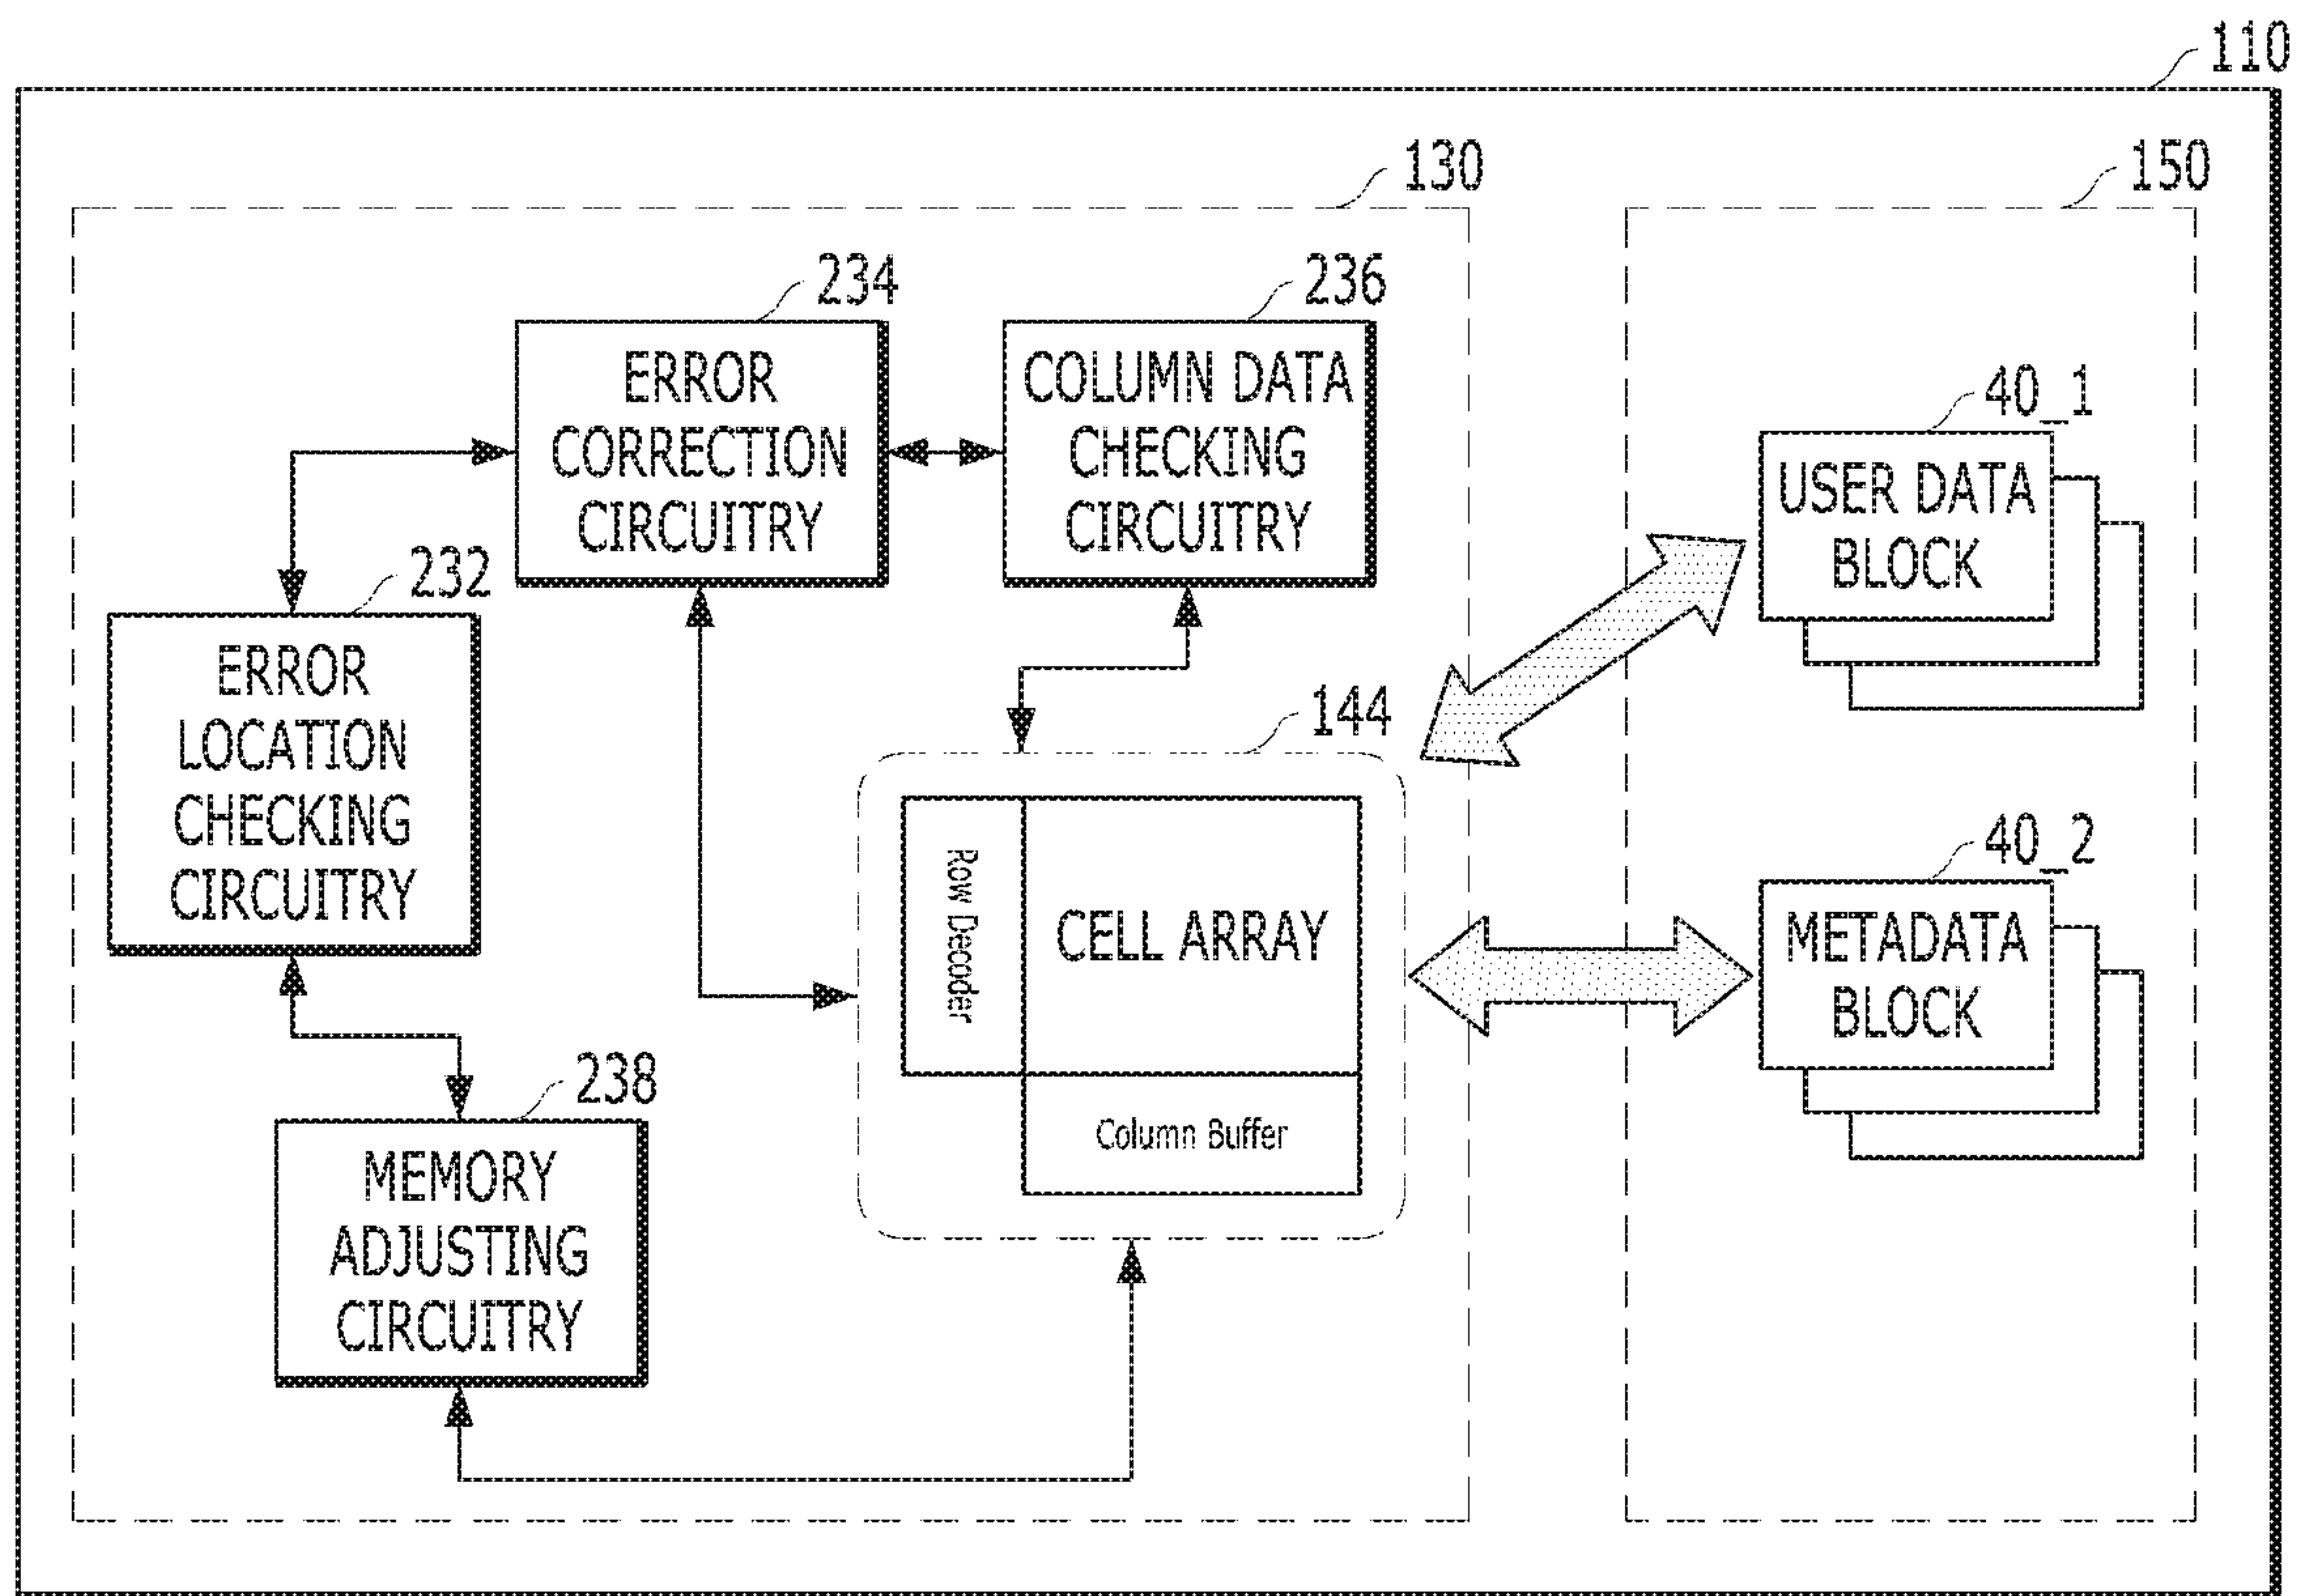 110
130
150
234
236
ERROR
CORRECTION
CIRCUITRY
COLUMN DATA
CHECKING
CIRCUITRY
40_1
USER DATA
BLOCK
232
ERROR
LOCATION
CHECKING
CIRCUITRY
144
Row Decoder
CELL ARRAY
Column Buffer
40_2
METADATA
BLOCK
238
MEMORY
ADJUSTING
CIRCUITRY